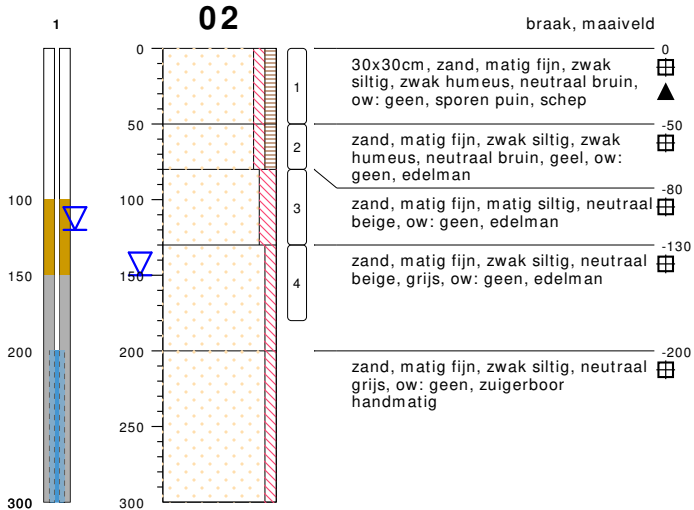 1
02
braak, maaiveld
0
0
30x30cm, zand, matig fijn, zwak
siltig, zwak humeus, neutraal bruin,
ow: geen, sporen puin, schep
1
50
-50
zand, matig fijn, zwak siltig, zwak
humeus, neutraal bruin, geel, ow:
geen, edelman
2
-80
100
100
3
zand, matig fijn, matig siltig, neutraal
beige, ow: geen, edelman
-130
150
150
4
zand, matig fijn, zwak siltig, neutraal
beige, grijs, ow: geen, edelman
200
200
-200
zand, matig fijn, zwak siltig, neutraal
grijs, ow: geen, zuigerboor
handmatig
250
300
300